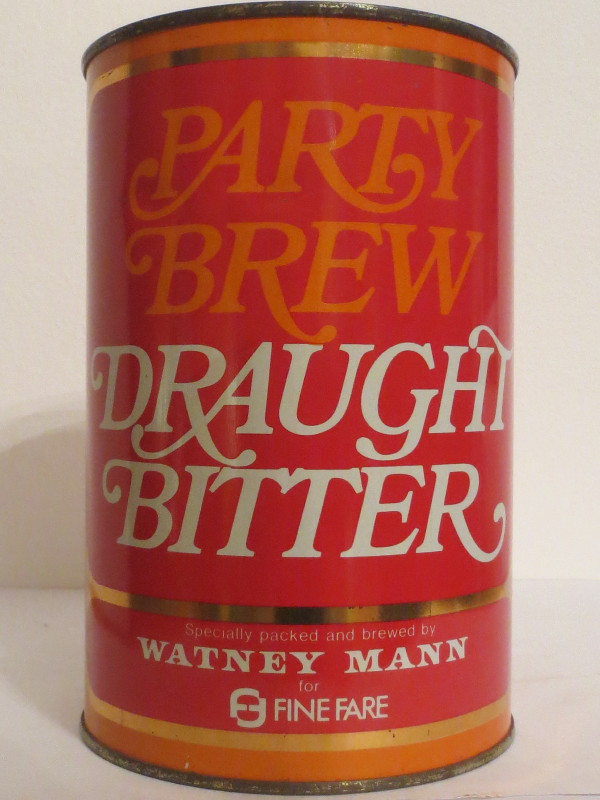 PARTY
BREW
DRAUGHT
BITTER
Specially packed and brewed by
WATNEY MANN
for
FINE FARE